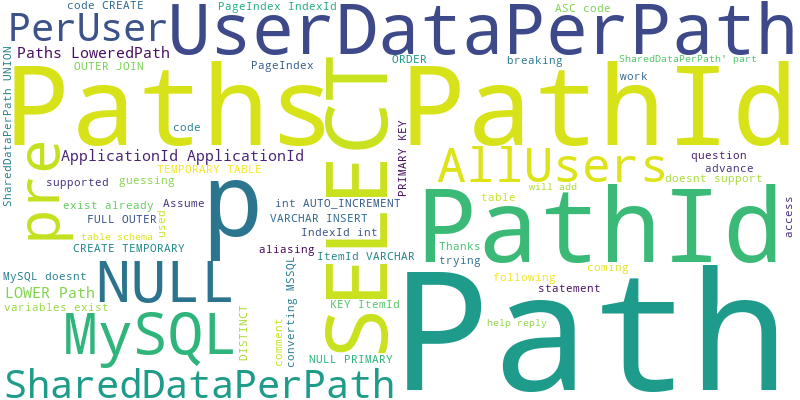 code CREATE
PageIndex IndexId
ASC code
PerUser
UserDataPerPath
Paths LoweredPath
OUTER JOIN
PageIndex
ORDER
breaking
SharedDataPerPath' part
SharedDataPerPath UNION
Paths
SELECT
PathId
work
code
PRIMARY KEY
pre
ApplicationId ApplicationId
AllUsers
question
advance
TEMPORARY TABLE
supported
guessing
p
doesnt support
will add
exist already
Assume
int AUTO_INCREMENT
PathId
table
access
FULL OUTER
used
VARCHAR INSERT
table schema
IndexId int
CREATE TEMPORARY
aliasing
ItemId VARCHAR
Thanks
trying
MySQL doesnt
NULL
converting MSSQL
Path
coming
following
statement
LOWER Path
variables exist
KEY ItemId
MySQL
DISTINCT
comment
help reply
NULL PRIMARY
SharedDataPerPath